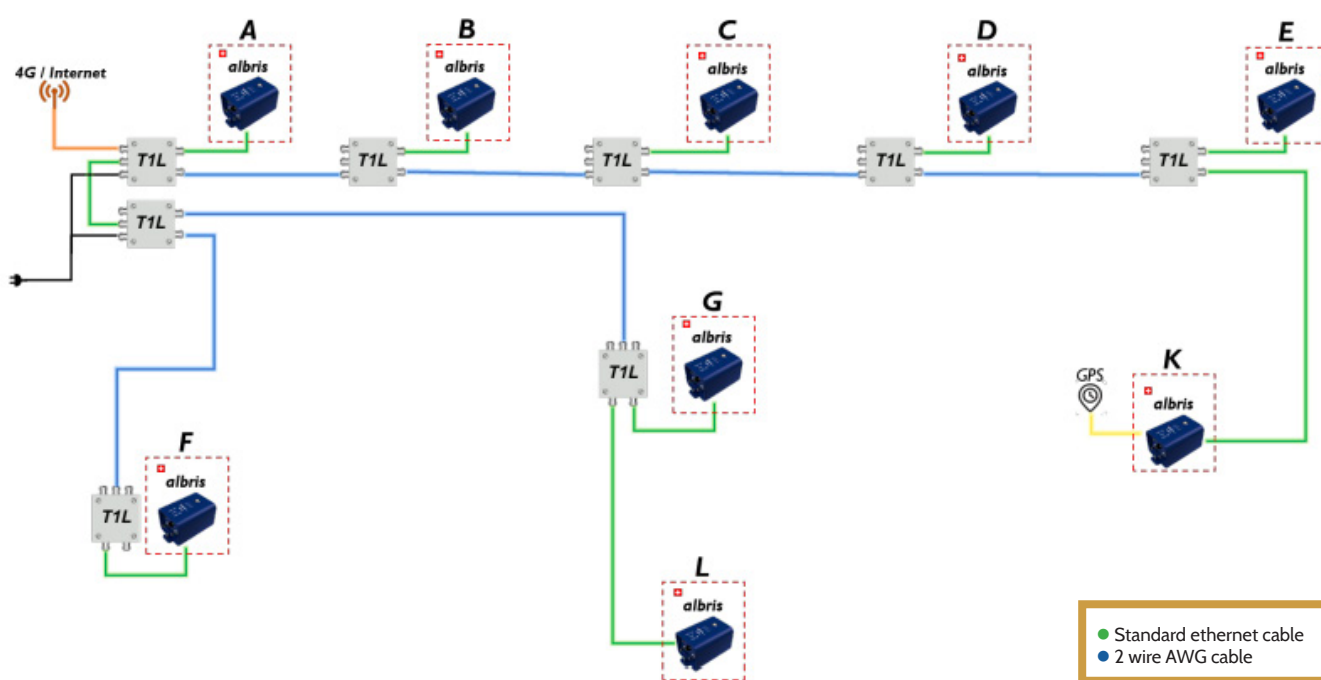 A
B
C
D
E
4G / Internet
albris
albris
albris
albris
albris
T1L
T1L
T1L
T1L
T1L
T1L
G
albris
T1L
K
GPS
albris
F
albris
T1L
L
albris
Standard ethernet cable
2 wire AWG cable